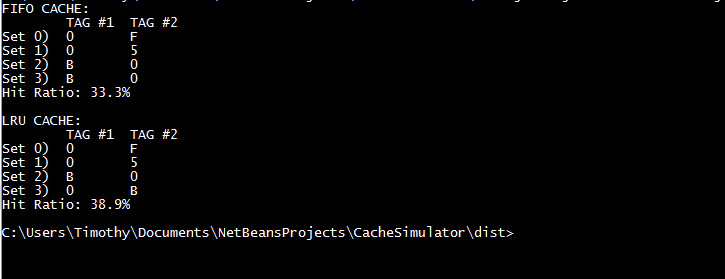 FIFO CACHE:
TAG #1 TAG #2
Set 0) 0 F
Set 1) 0 5
Set 2) B 0
Set 3) B 0
Hit Ratio: 33.3%
LRU CACHE:
TAG #1 TAG #2
Set 0) 0 F
Set 1) 0 5
Set 2) B 0
Set 3) 0 B
Hit Ratio: 38.9%
C:\Users\Timothy\Documents\NetBeansProjects\CacheSimulator\dist>